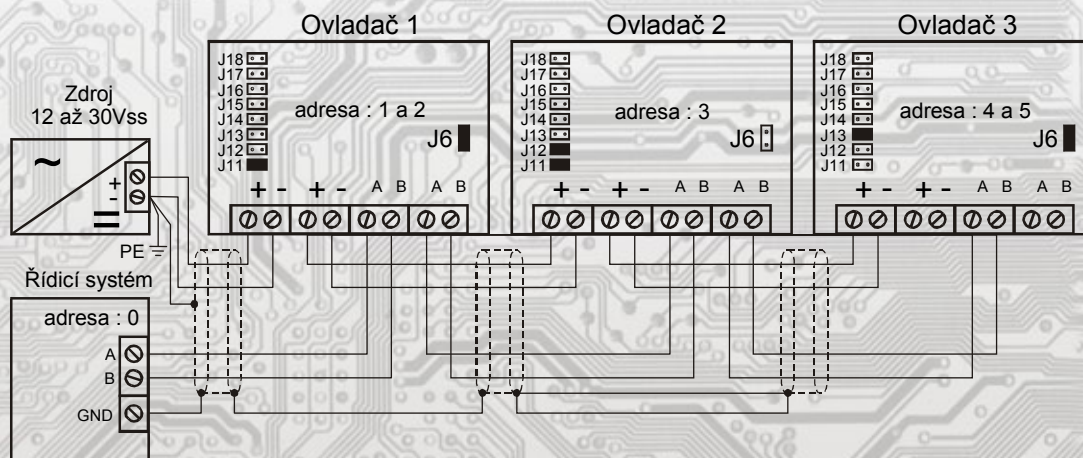 Ovladač 1
J18
J17
J16
J15
J14
J13
J12
J11
adresa : 1 a 2
J6
+ - + - A B A B
Ovladač 2
J18
J17
J16
J15
J14
J13
J12
J11
adresa : 3
J6
+ - + - A B A B
Ovladač 3
J18
J17
J16
J15
J14
J13
J12
J11
adresa : 4 a 5
J6
+ - + - A B A B
Zdroj
12 až 30Vss
~
+
-
=
PE
Řídicí systém
adresa : 0
A
B
GND